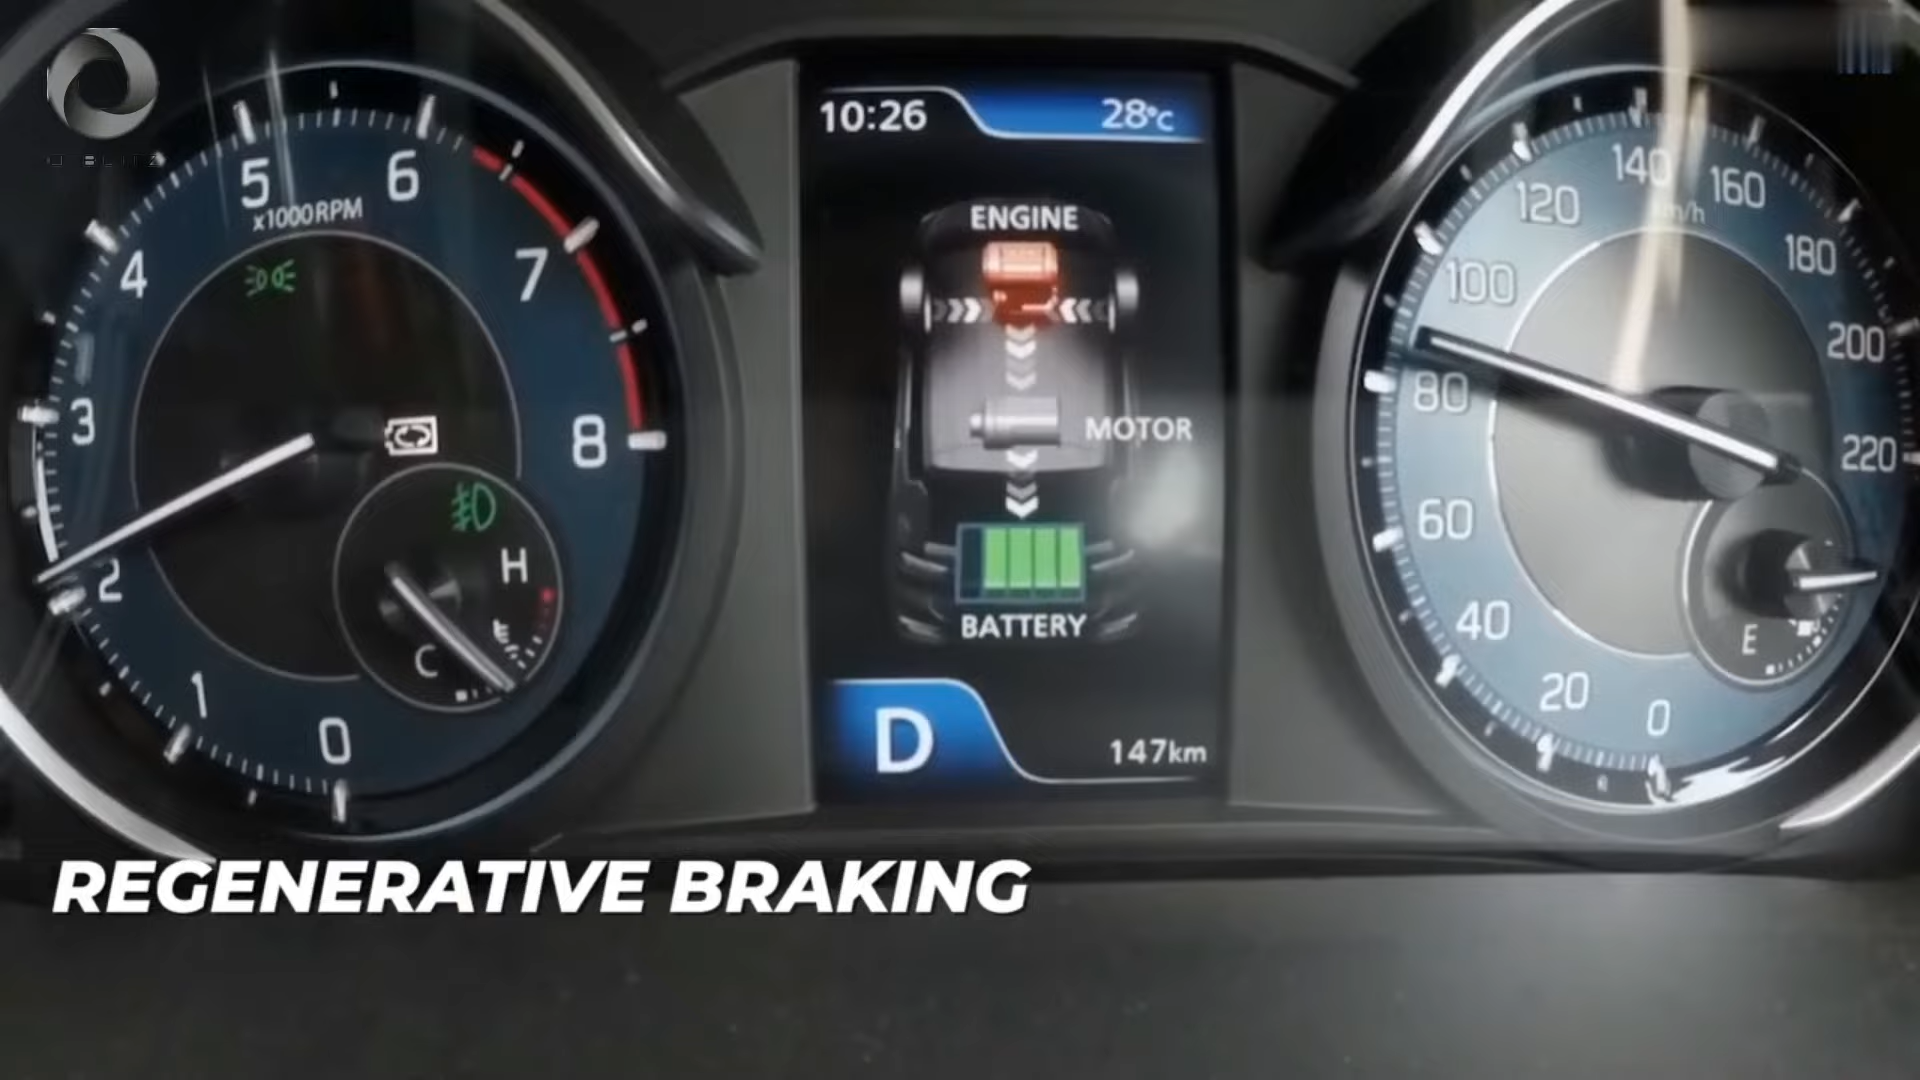 5
6
x1000RPM
4
7
3
8
2
1
0
H
C
10:26
28°C
ENGINE
MOTOR
BATTERY
D
147km
140
160
km/h
120
180
100
200
80
220
60
40
20
0
E
REGENERATIVE BRAKING